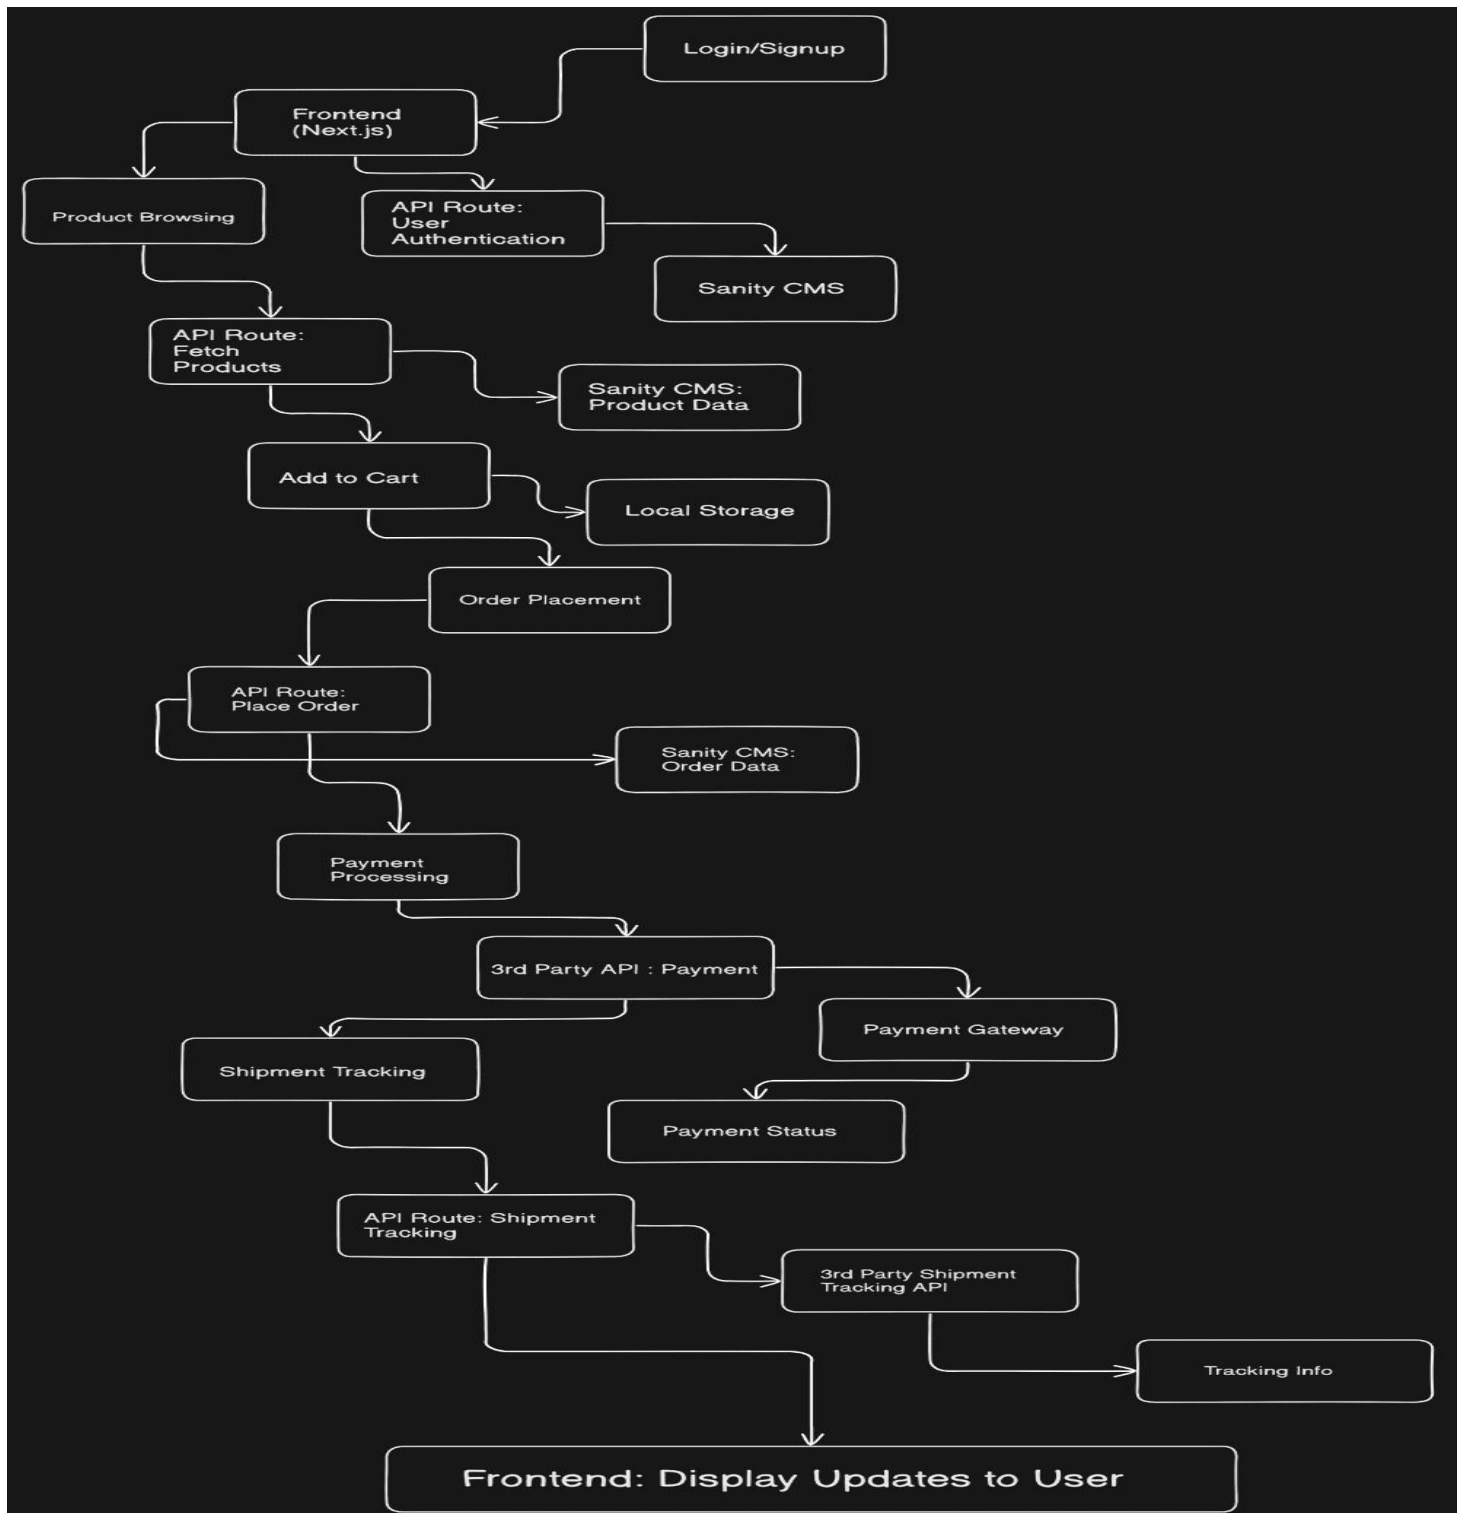 Login/Signup
Frontend
(Next.js)
Product Browsing
API Route:
User
Authentication
Sanity CMS
API Route:
Fetch
Products
Sanity CMS:
Product Data
Add to Cart
Local Storage
Order Placement
API Route:
Place Order
Sanity CMS:
Order Data
Payment
Processing
3rd Party API : Payment
Payment Gateway
Shipment Tracking
Payment Status
API Route: Shipment
Tracking
3rd Party Shipment
Tracking API
Tracking Info
Frontend: Display Updates to User